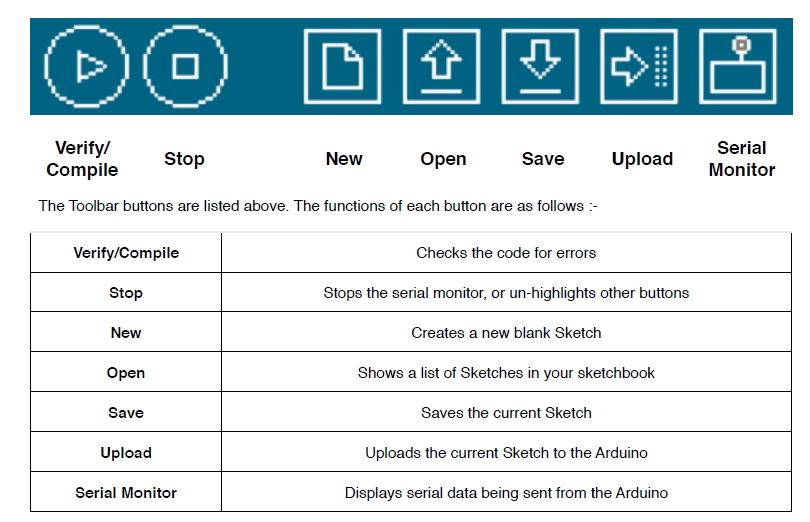 Verify/
Compile
Stop
New
Open
Save
Upload
Serial
Monitor
The Toolbar buttons are listed above. The functions of each button are as follows :-
Verify/Compile Checks the code for errors
Stop Stops the serial monitor, or un-highlights other buttons
New Creates a new blank Sketch
Open Shows a list of Sketches in your sketchbook
Save Saves the current Sketch
Upload Uploads the current Sketch to the Arduino
Serial Monitor Displays serial data being sent from the Arduino